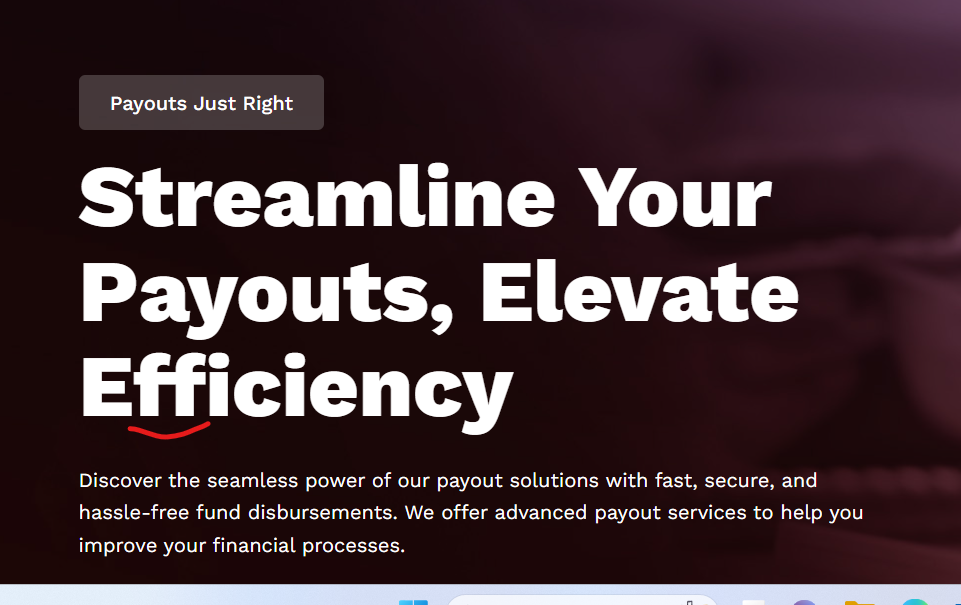 Payouts Just Right
Streamline Your
Payouts, Elevate
Efficiency
Discover the seamless power of our payout solutions with fast, secure, and
hassle-free fund disbursements. We offer advanced payout services to help you
improve your financial processes.